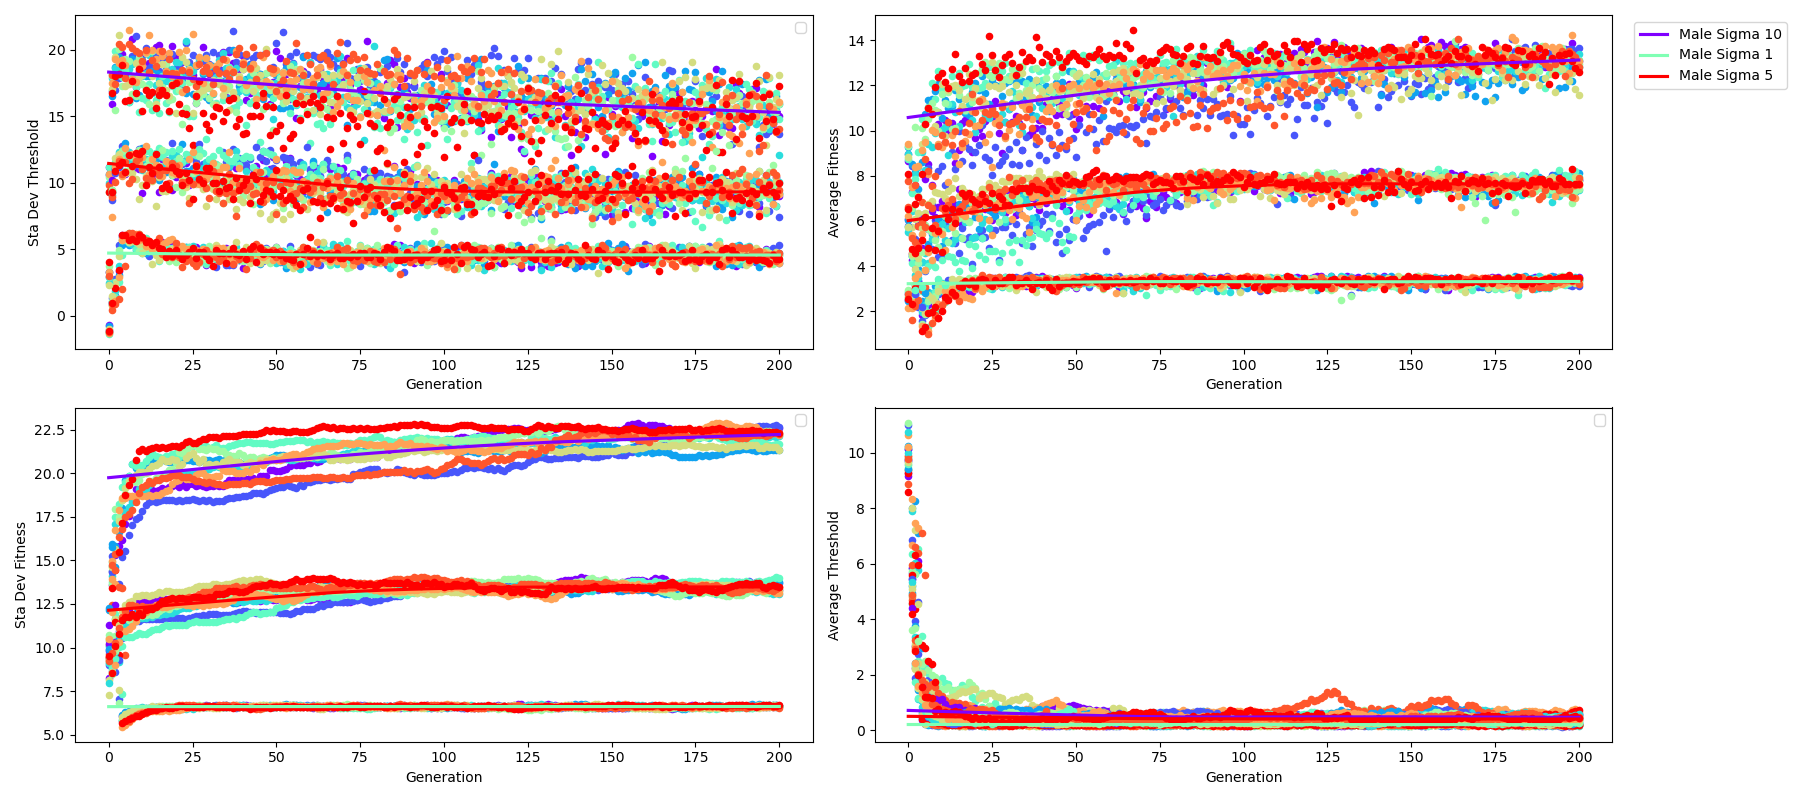 20
15
10
5
0
Sta Dev Threshold
0 25 50 75 100 125 150 175 200
Generation
14
12
10
8
6
4
2
Average Fitness
0 25 50 75 100 125 150 175 200
Generation
Male Sigma 10
Male Sigma 1
Male Sigma 5
22.5
20.0
17.5
15.0
12.5
10.0
7.5
5.0
Sta Dev Fitness
0 25 50 75 100 125 150 175 200
Generation
10
8
6
4
2
0
Average Threshold
0 25 50 75 100 125 150 175 200
Generation